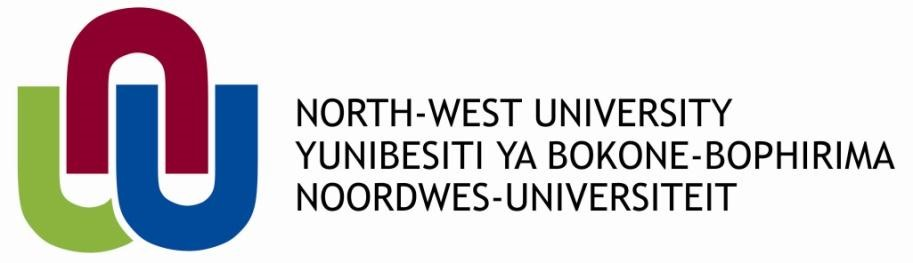 NORTH-WEST UNIVERSITY
YUNIBESITI YA BOKONE-BOPHIRIMA
NOORDWES-UNIVERSITEIT